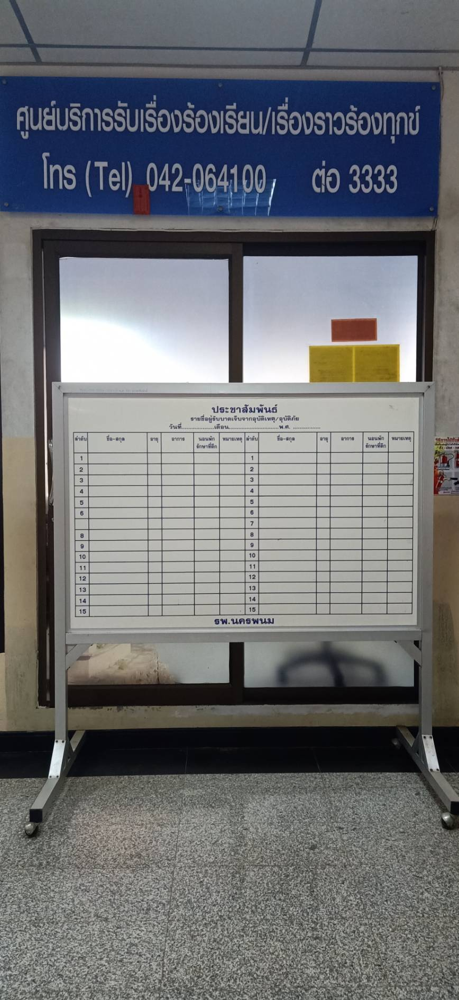 ศูนย์บริการรับเรื่องร้องเรียน/เรื่องราวร้องทุกข์
โทร (Tel) 042-064100 ต่อ 3333
ประชาสัมพันธ์
รายชื่อผู้รับบาดเจ็บจากอุบัติเหตุ/อุบัติภัย
วันที่...................เดือน.............................พ.ศ. ................
ลำดับ ชื่อ-สกุล อายุ อาการ นอนพักรักษาที่ตึก หมายเหตุ ลำดับ ชื่อ-สกุล อายุ อาการ นอนพักรักษาที่ตึก หมายเหตุ
1 1
2 2
3 3
4 4
5 5
6 6
7
8 8
9 9
10 10
11 11
12 12
13 13
14 14
15 15
รพ.นครพนม